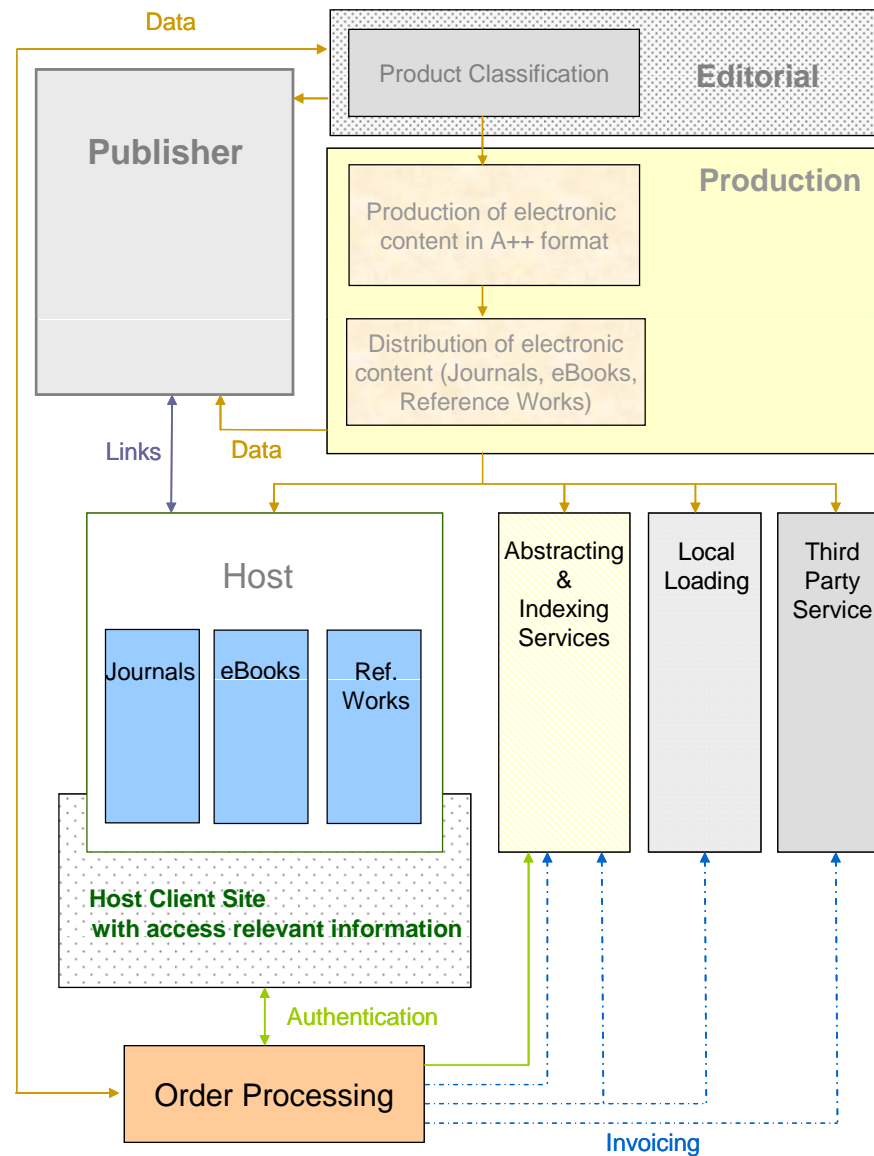 Data
Product Classification
Editorial
Publisher
Production
Production of electronic
content in A++ format
Distribution of electronic
content (Journals, eBooks,
Reference Works)
Links
Data
Host
Journals
eBooks
Ref.
Works
Abstracting
&
Indexing
Services
Local
Loading
Third
Party
Service
Host Client Site
with access relevant information
Authentication
Order Processing
Invoicing